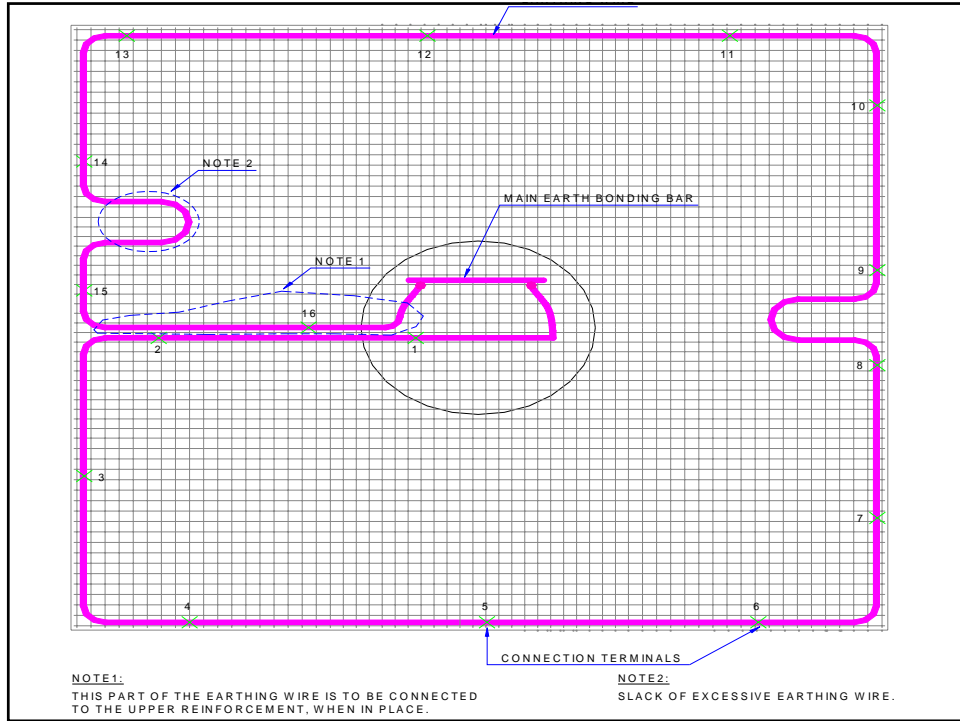 13
12
11
10
14
NOTE 2
MAIN EARTH BONDING BAR
NOTE 1
9
15
16
2
1
8
3
7
4
5
6
CONNECTION TERMINALS
NOTE1:
THIS PART OF THE EARTHING WIRE IS TO BE CONNECTED
TO THE UPPER REINFORCEMENT, WHEN IN PLACE.
NOTE2:
SLACK OF EXCESSIVE EARTHING WIRE.